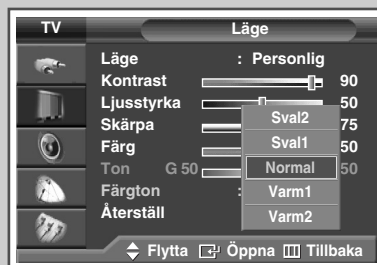 TV Läge
Läge : Personlig
Kontrast 90
Ljusstyrka 50
Skärpa 75
Färg 50
Ton G 50 50
Färgton :
Återställ
Sval2
Sval1
Normal
Varm1
Varm2
Flytta Öppna Tillbaka